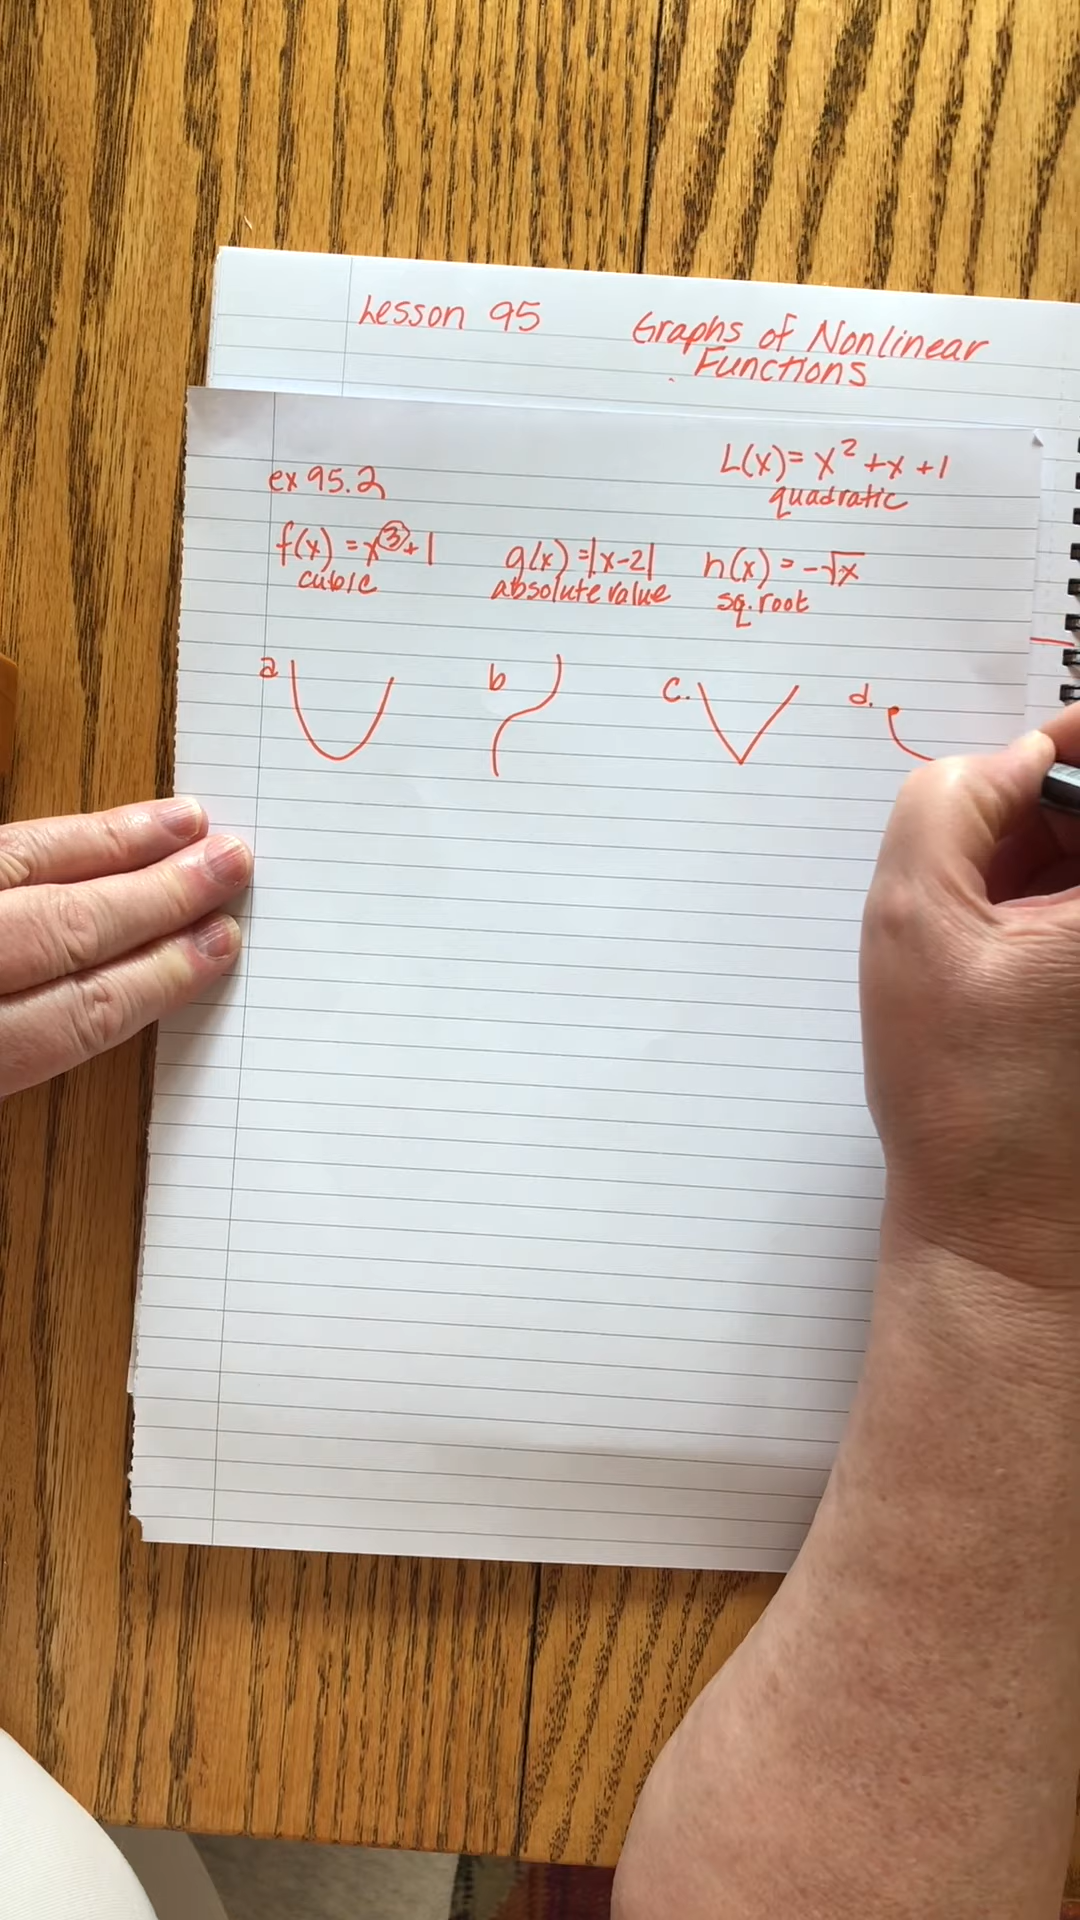 Lesson 95 Graphs of Nonlinear
Functions
L(x)= x² + x + 1
quadratic
ex 95.2
f(x) = x³ + 1 g(x) = |x-2| h(x) = -√x
cubic absolute value sq. root
a b c. d.